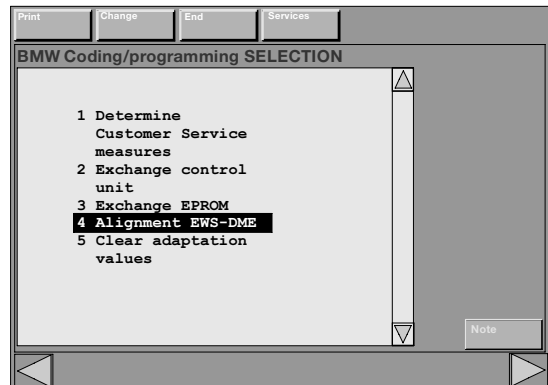 Print Change End Services
BMW Coding/programming SELECTION
1 Determine
Customer Service
measures
2 Exchange control
unit
3 Exchange EPROM
4 Alignment EWS-DME
5 Clear adaptation
values
Note